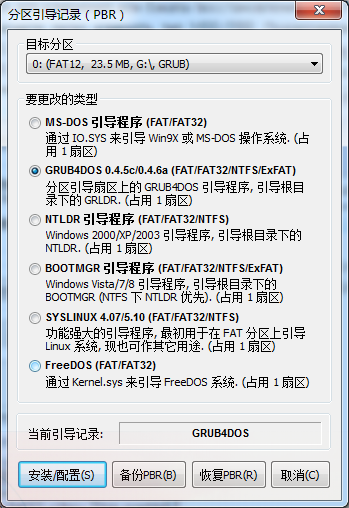 分区引导记录（PBR）
目标分区
0: (FAT12, 23.5 MB, G:\, GRUB)
要更改的类型
MS-DOS 引导程序 (FAT/FAT32)
通过 IO.SYS 来引导 Win9X 或 MS-DOS 操作系统. (占
用 1 扇区)
GRUB4DOS 0.4.5c/0.4.6a (FAT/FAT32/NTFS/ExFAT)
分区引导扇区上的 GRUB4DOS 引导程序, 引导根目
录下的 GRLDR. (占用 1 扇区)
NTLDR 引导程序 (FAT/FAT32/NTFS)
Windows 2000/XP/2003 引导程序, 引导根目录下的
NTLDR. (占用 1 扇区)
BOOTMGR 引导程序 (FAT/FAT32/NTFS/ExFAT)
Windows Vista/7/8 引导程序, 引导根目录下的
BOOTMGR (NTFS 下 NTLDR 优先). (占用 1 扇区)
SYSLINUX 4.07/5.10 (FAT/FAT32/NTFS)
功能强大的引导程序, 最初用于在 FAT 分区上引导
Linux 系统, 现也可作其它用途. (占用 1 扇区)
FreeDOS (FAT/FAT32)
通过 Kernel.sys 来引导 FreeDOS 系统. (占用 1 扇区)
当前引导记录: GRUB4DOS
安装/配置(S) 备份PBR(B) 恢复PBR(R) 取消(C)